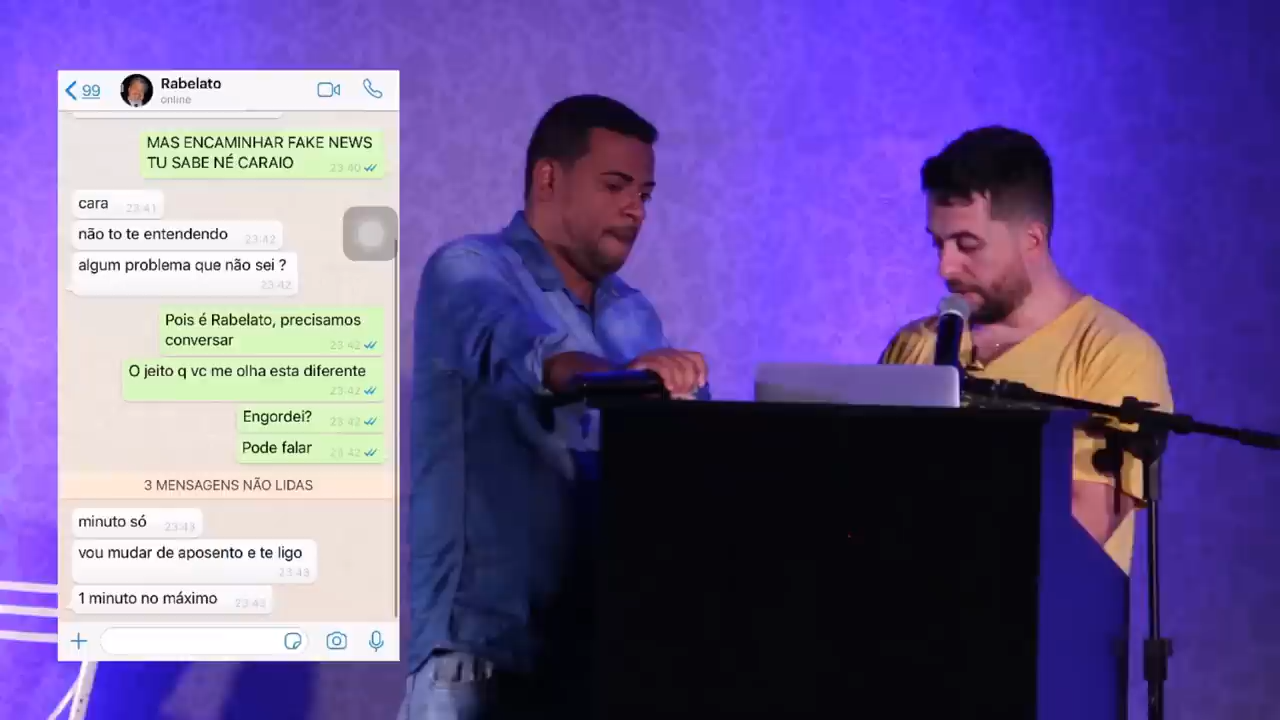 99
Rabelato
online
MAS ENCAMINHAR FAKE NEWS
TU SABE NÉ CARAIO
23:40
cara
23:41
não to te entendendo
23:42
algum problema que não sei ?
23:42
Pois é Rabelato, precisamos
conversar
23:42
O jeito q vc me olha esta diferente
23:42
Engordei?
23:42
Pode falar
23:42
3 MENSAGENS NÃO LIDAS
minuto só
23:43
vou mudar de aposento e te ligo
23:43
1 minuto no máximo
23:43